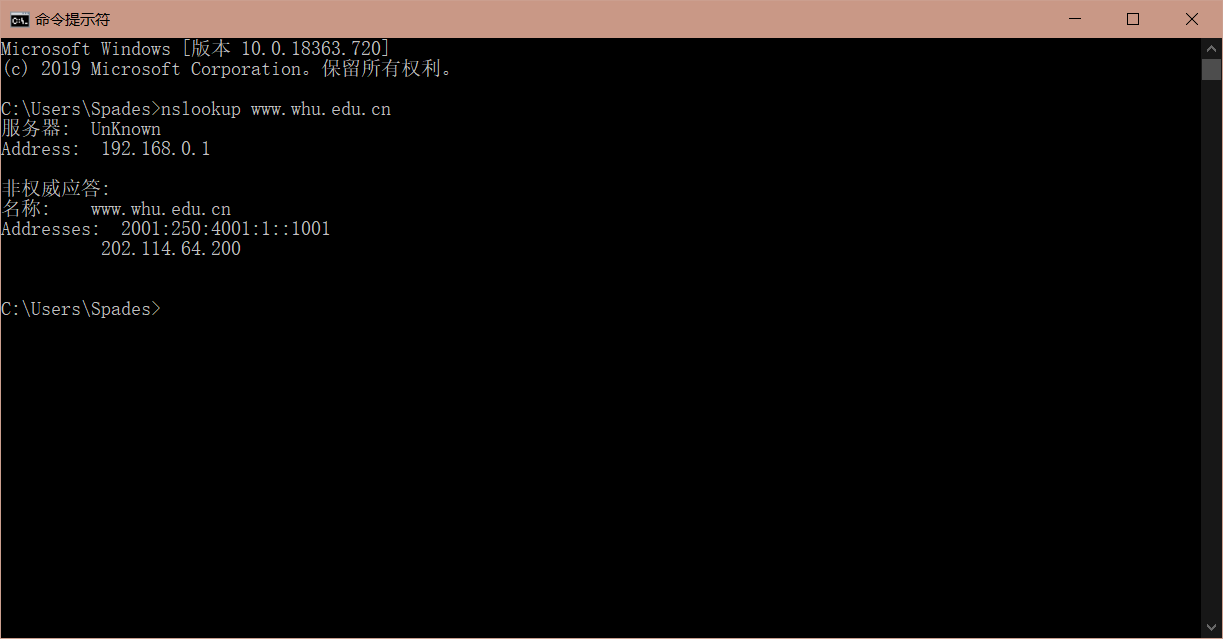 命令提示符
Microsoft Windows [版本 10.0.18363.720]
(c) 2019 Microsoft Corporation。保留所有权利。
C:\Users\Spades>nslookup www.whu.edu.cn
服务器:  UnKnown
Address:  192.168.0.1
非权威应答:
名称:    www.whu.edu.cn
Addresses:  2001:250:4001:1::1001
          202.114.64.200
C:\Users\Spades>